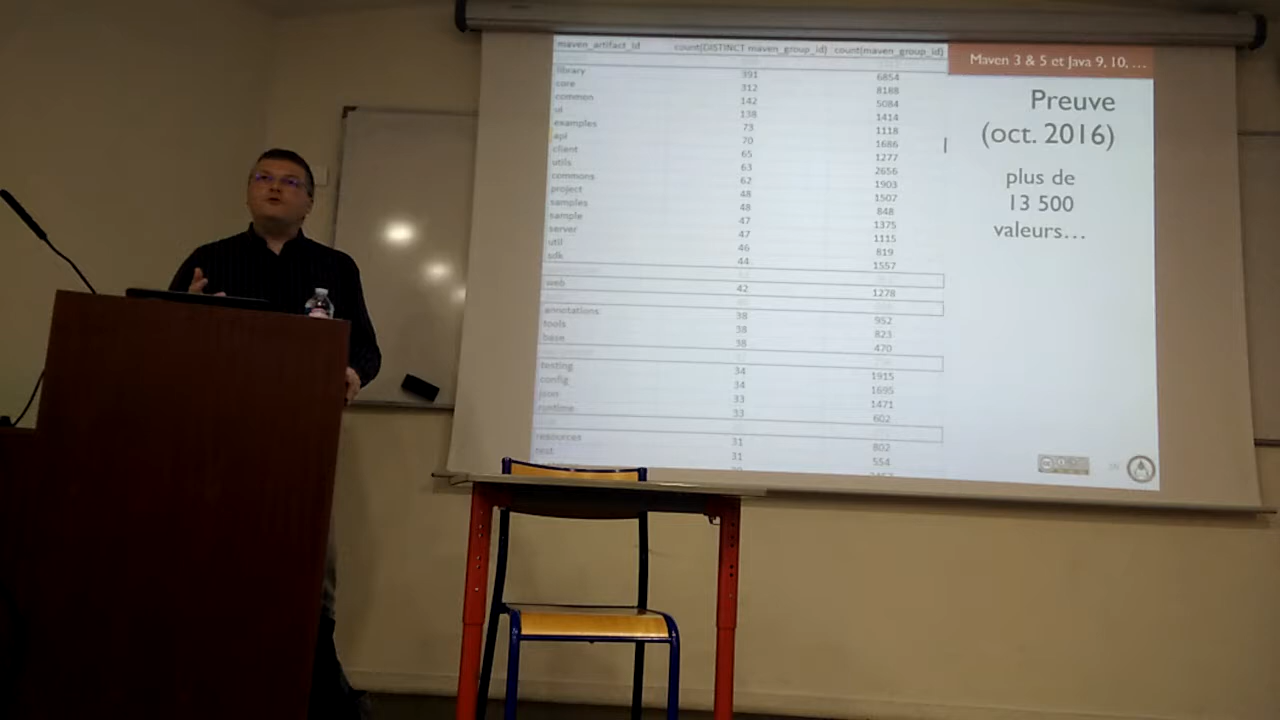 maven_artifact_id count(DISTINCT maven_group_id) count(maven_group_id)
library 391 6854
core 312 8188
common 142 5084
ui 138 1414
examples 73 1118
api 70 1686
client 65 1277
utils 63 2656
commons 62 1903
project 48 1507
samples 48 848
sample 47 1375
server 47 1115
util 46 819
sdk 44 1557
web 42 1278
annotations 38 952
tools 38 823
base 38 470
testing 34 1915
config 34 1695
json 33 1471
runtime 33 602
resources 31 802
test 31 554
Maven 3 & 5 et Java 9, 10, …
Preuve
(oct. 2016)
plus de
13 500
valeurs…